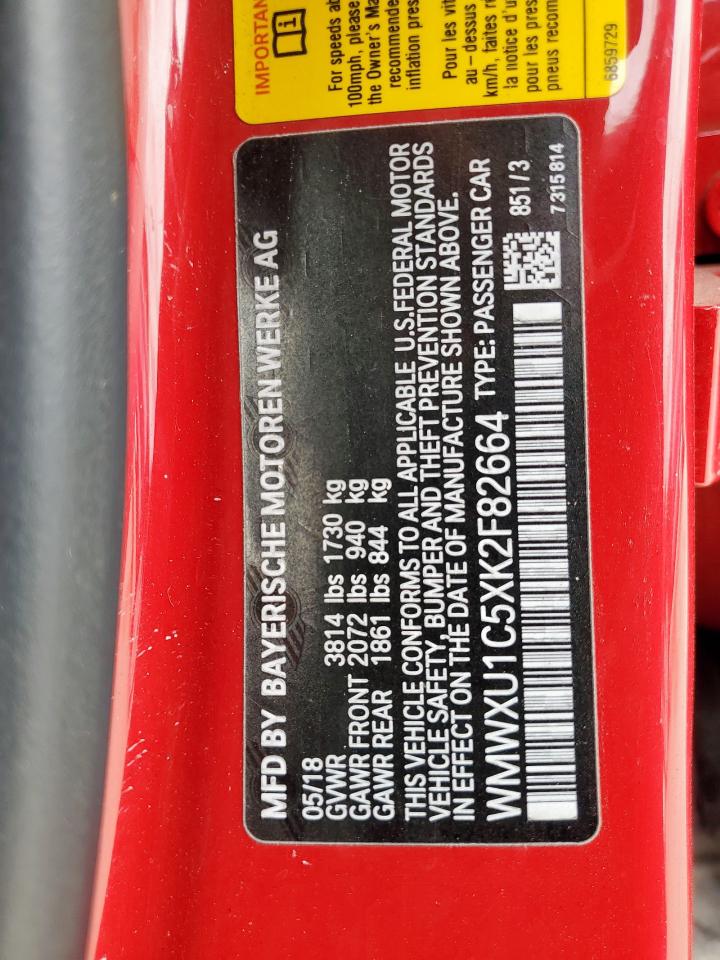 IMPORTAN
For speeds ab
100mph, please
the Owner's Ma
recommende
inflation pres
Pour les vit
au-dessus
km/h, faites
la notice d'u
pour les pres
pneus recom
6859729
MFD BY BAYERISCHE MOTOREN WERKE AG
05/18
GVWR 3814 lbs 1730 kg
GAWR FRONT 2072 lbs 940 kg
GAWR REAR 1861 lbs 844 kg
THIS VEHICLE CONFORMS TO ALL APPLICABLE U.S.FEDERAL MOTOR
VEHICLE SAFETY, BUMPER AND THEFT PREVENTION STANDARDS
IN EFFECT ON THE DATE OF MANUFACTURE SHOWN ABOVE.
WMWXU1C5XK2F82664 TYPE: PASSENGER CAR
851/3
7315814